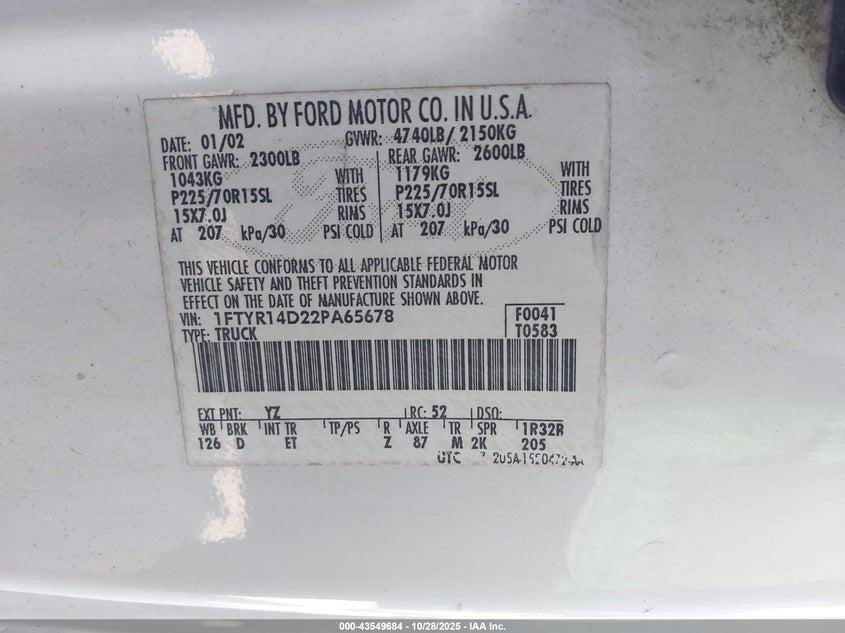 MFD. BY FORD MOTOR CO. IN U.S.A.
DATE: 01/02 GVWR: 4740LB/ 2150KG
FRONT GAWR: 2300LB REAR GAWR: 2600LB
1043KG WITH 1179KG WITH
P225/70R15SL TIRES P225/70R15SL TIRES
15X7.0J RIMS 15X7.0J RIMS
AT 207 kPa/30 PSI COLD AT 207 kPa/30 PSI COLD
THIS VEHICLE CONFORMS TO ALL APPLICABLE FEDERAL MOTOR
VEHICLE SAFETY AND THEFT PREVENTION STANDARDS IN
EFFECT ON THE DATE OF MANUFACTURE SHOWN ABOVE.
VIN: 1FTYR14D22PA65678 F0041
TYPE: TRUCK T0583
EXT PNT: YZ RC: 52 DSO:
WB BRK INT TR TP/PS R AXLE TR SPR 1R32R
126 D ET Z 87 M 2K 205
UTC
000-43549684 | 10/28/2025 - IAA Inc.